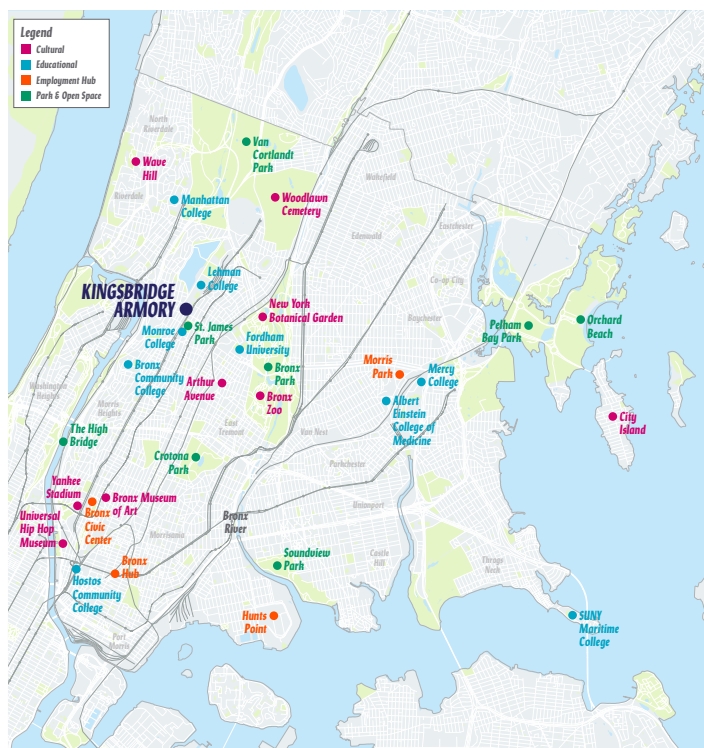 Legend
Cultural
Educational
Employment Hub
Park & Open Space
North
Riverdale
Van
Cortlandt
Park
Wave
Hill
Wakefield
Riverdale
Manhattan
College
Woodlawn
Cemetery
Eastchester
Edenwald
Lehman
College
Co-op City
KINGSBRIDGE
ARMORY
New York
Botanical Garden
Baychester
Monroe
College
St. James
Park
Pelham
Bay Park
Orchard
Beach
Fordham
University
Bronx
Community
College
Bronx
Park
Morris
Park
Mercy
College
Washington
Heights
Arthur
Avenue
Bronx
Zoo
Albert
Einstein
College of
Medicine
Morris
Heights
City
Island
The High
Bridge
East
Tremont
Van Nest
Crotona
Park
Parkchester
Yankee
Stadium
Bronx Museum
of Art
Unionport
Universal
Hip Hop
Museum
Bronx
Civic
Center
Bronx
River
Morrisania
Castle
Hill
Bronx
Hub
Soundview
Park
Throgs
Neck
Hostos
Community
College
Hunts
Point
SUNY
Maritime
College
Port
Morris